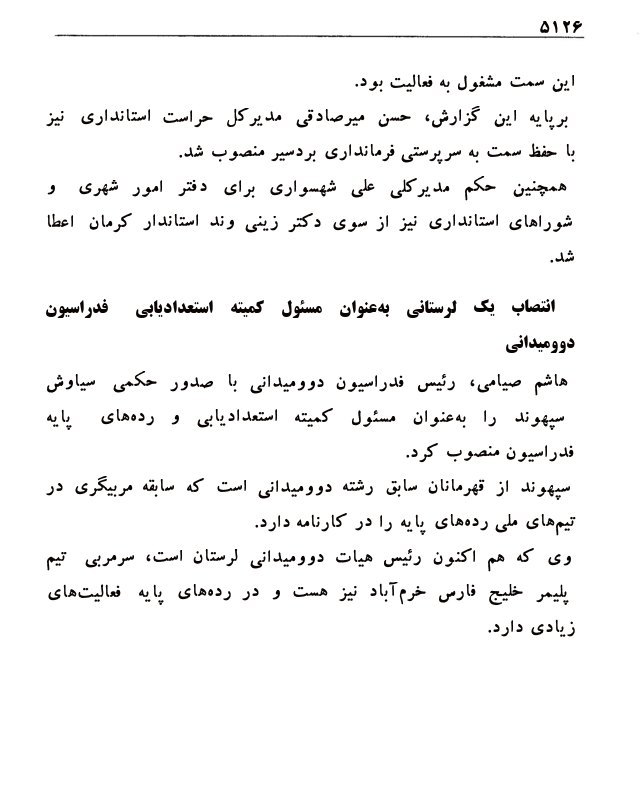 ۵۱۲۶
این سمت مشغول به فعالیت بود.
برپایه این گزارش، حسن میرصادقی مدیرکل حراست استانداری نیز
با حفظ سمت به سرپرستی فرمانداری بردسیر منصوب شد.
همچنین حکم مدیرکلی علی شهسواری برای دفتر امور شهری و
شوراهای استانداری نیز از سوی دکتر زینی وند استاندار کرمان اعطا
شد.
انتصاب یک لرستانی به‌عنوان مسئول کمیته استعدادیابی فدراسیون
دوومیدانی
هاشم صیامی، رئیس فدراسیون دوومیدانی با صدور حکمی سیاوش
سپهوند را به‌عنوان مسئول کمیته استعدادیابی و رده‌های پایه
فدراسیون منصوب کرد.
سپهوند از قهرمانان سابق رشته دوومیدانی است که سابقه مربیگری در
تیم‌های ملی رده‌های پایه را در کارنامه دارد.
وی که هم اکنون رئیس هیات دوومیدانی لرستان است، سرمربی تیم
پلیمر خلیج فارس خرم‌آباد نیز هست و در رده‌های پایه فعالیت‌های
زیادی دارد.